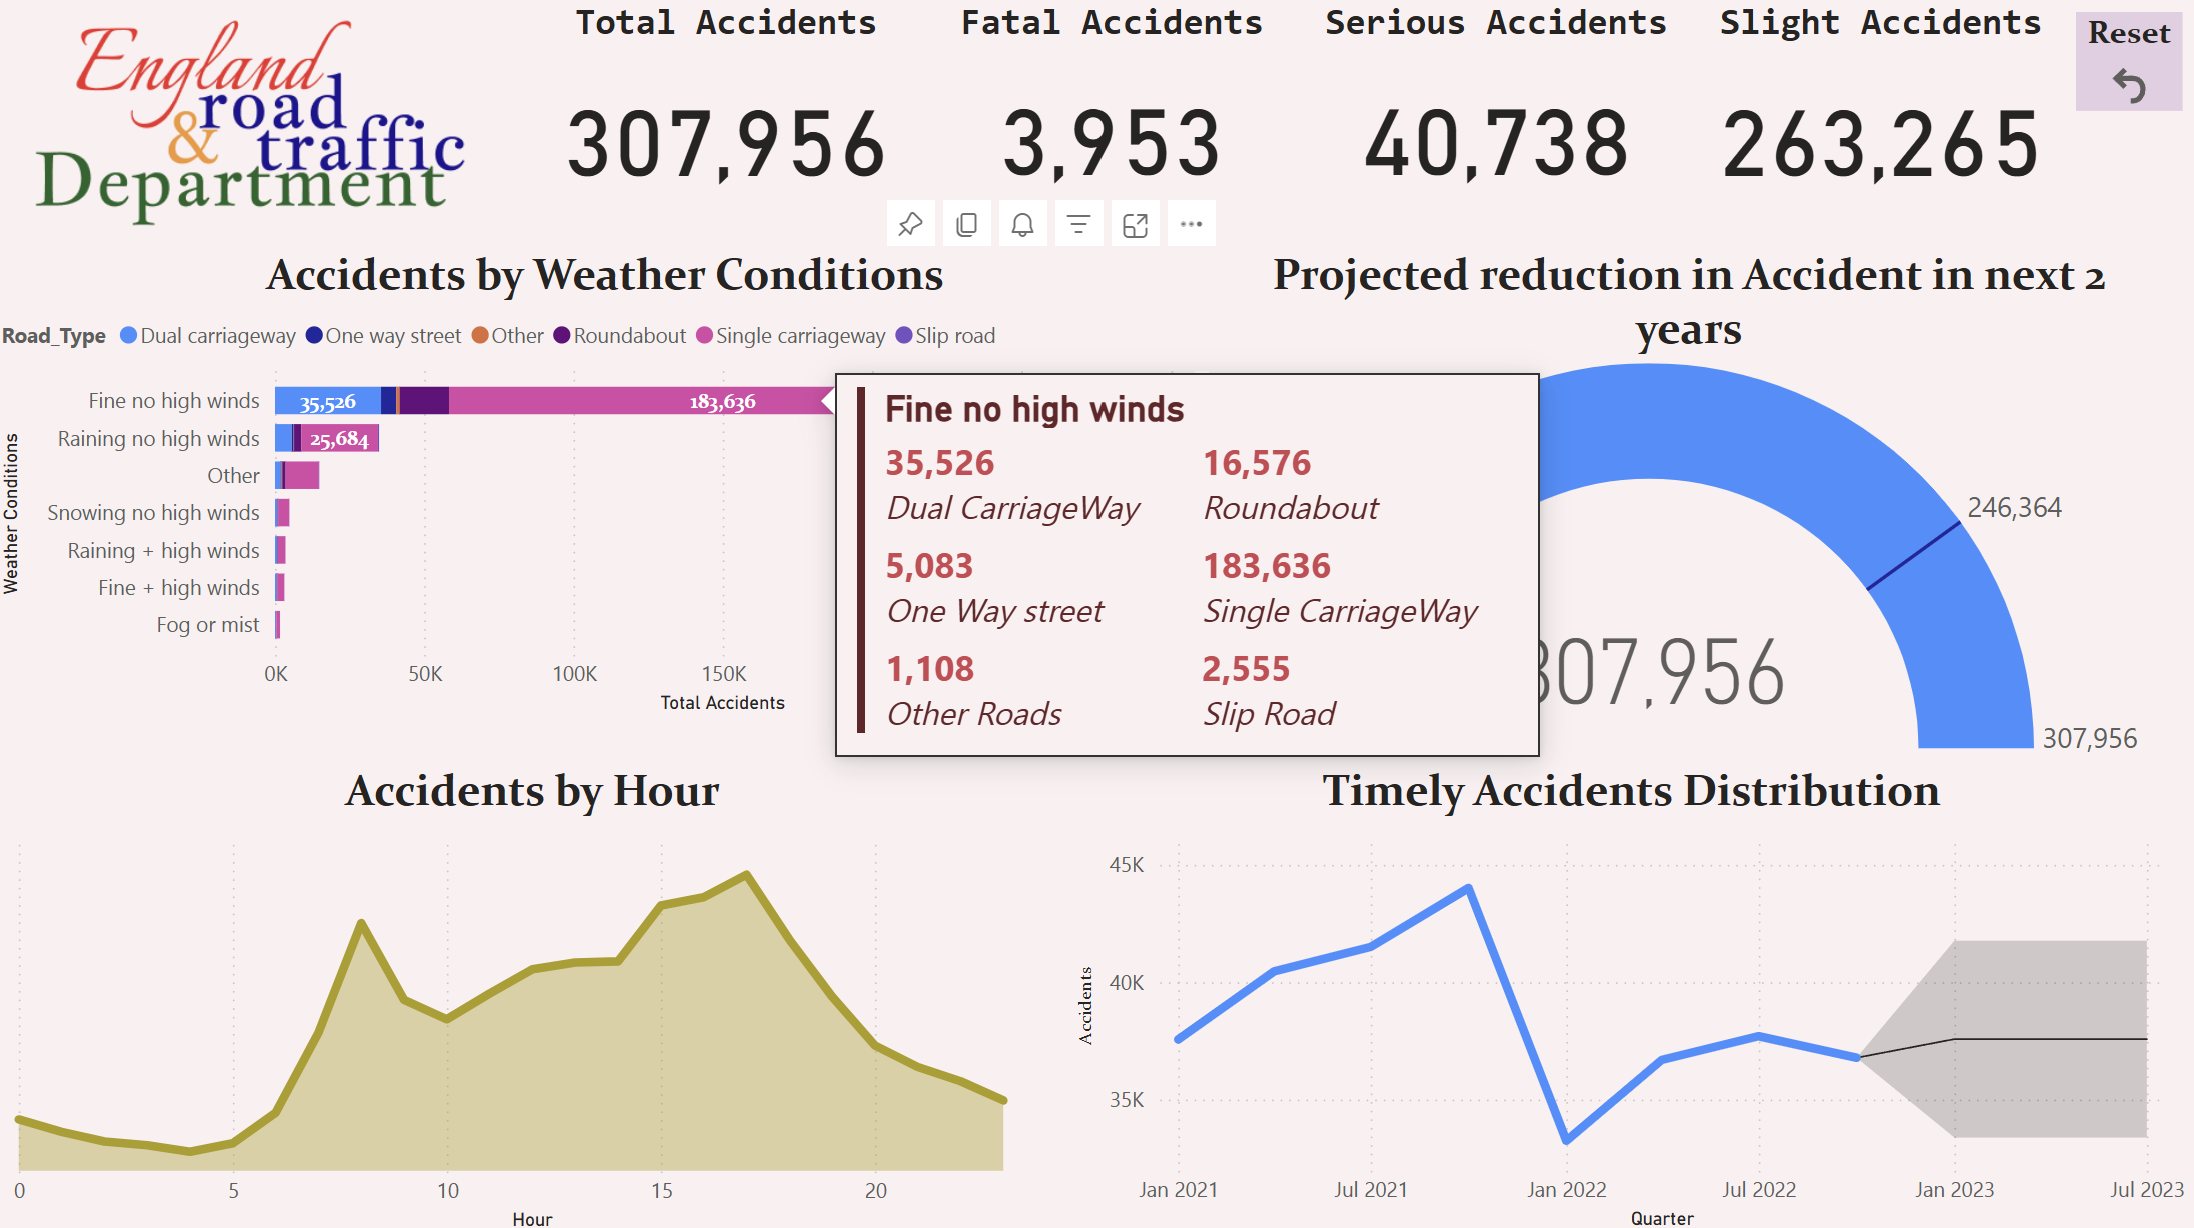 England
road
& traffic
Department
Total Accidents
307,956
Fatal Accidents
3,953
Serious Accidents
40,738
Slight Accidents
263,265
Reset
Accidents by Weather Conditions
Road_Type Dual carriageway One way street Other Roundabout Single carriageway Slip road
Weather Conditions
Fine no high winds 35,526 183,636
Raining no high winds 25,684
Other
Snowing no high winds
Raining + high winds
Fine + high winds
Fog or mist
0K 50K 100K 150K
Total Accidents
Fine no high winds
35,526 16,576
Dual CarriageWay Roundabout
5,083 183,636
One Way street Single CarriageWay
1,108 2,555
Other Roads Slip Road
Projected reduction in Accident in next 2
years
246,364
307,956
307,956
Accidents by Hour
0 5 10 15 20
Hour
Timely Accidents Distribution
Accidents
45K
40K
35K
Jan 2021 Jul 2021 Jan 2022 Jul 2022 Jan 2023 Jul 2023
Quarter